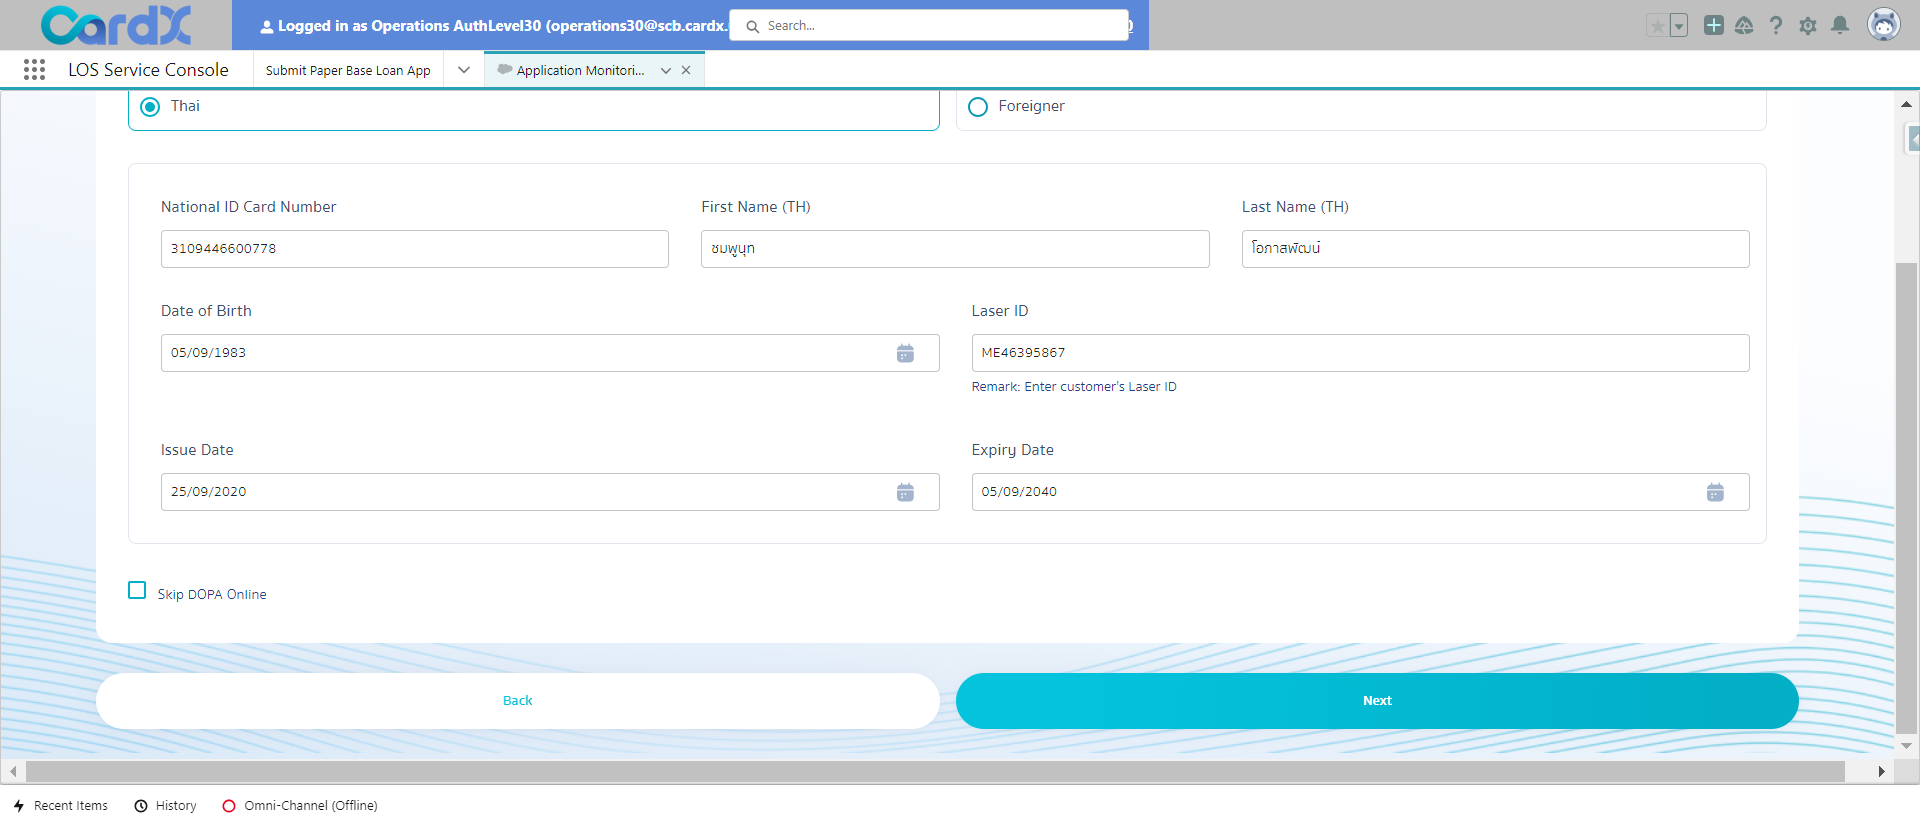 CardX
Logged in as Operations AuthLevel30 (operations30@scb.cardx.
Search...
LOS Service Console
Submit Paper Base Loan App
Application Monitori...
Thai
Foreigner
National ID Card Number
First Name (TH)
Last Name (TH)
3109446600778
ชมพูนุท
โอภาสพัฒน์
Date of Birth
Laser ID
05/09/1983
ME46395867
Remark: Enter customer's Laser ID
Issue Date
Expiry Date
25/09/2020
05/09/2040
Skip DOPA Online
Back
Next
Recent Items
History
Omni-Channel (Offline)